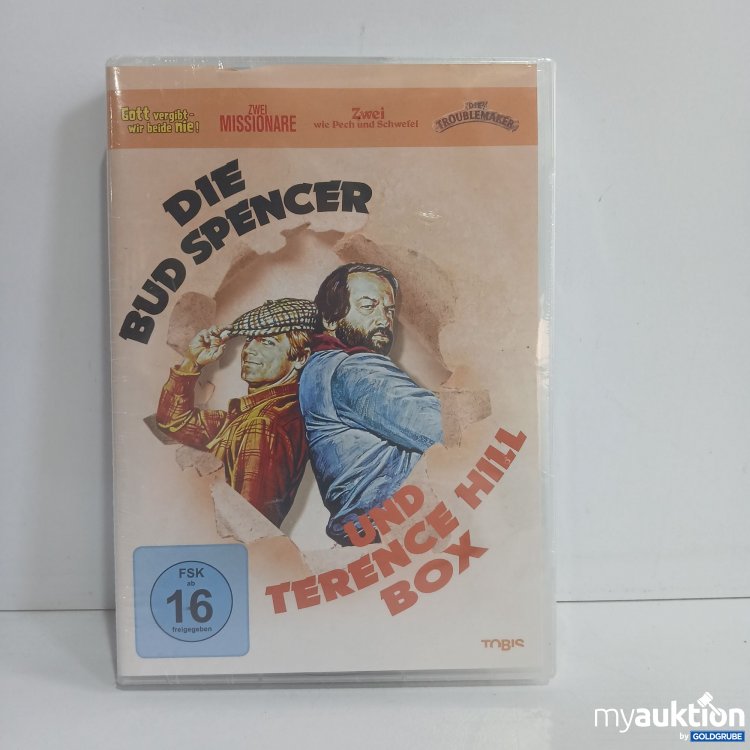 Gott vergibt -
wir beide nie!
ZWEI
MISSIONARE
Zwei
wie Pech und Schwefel
DIE
TROUBLEMAKER
DIE
BUD SPENCER
UND
TERENCE HILL
BOX
FSK
ab
16
freigegeben
TOBIS
myauktion
by GOLDGRUBE